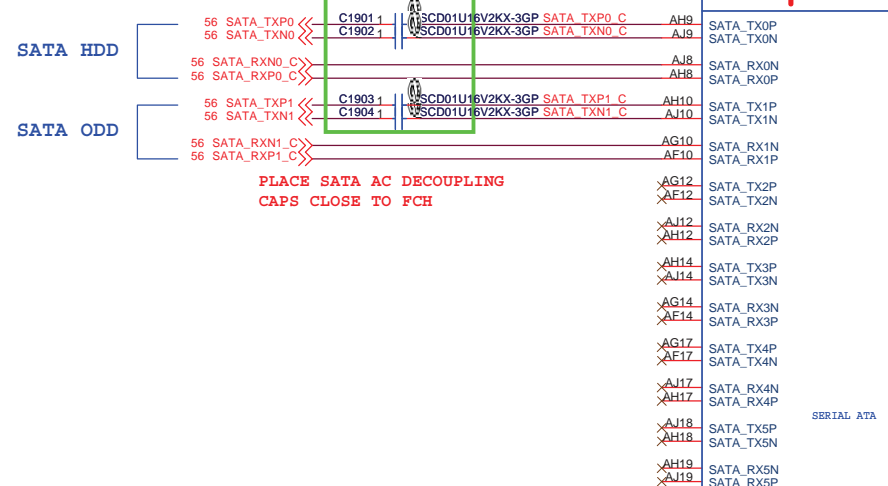 56 SATA_TXP0 C1901 1 SCD01U16V2KX-3GP SATA_TXP0_C AH9 SATA_TX0P
56 SATA_TXN0 C1902 1 SCD01U16V2KX-3GP SATA_TXN0_C AJ9 SATA_TX0N
SATA HDD
56 SATA_RXN0_C AJ8 SATA_RX0N
56 SATA_RXP0_C AH8 SATA_RX0P
56 SATA_TXP1 C1903 1 SCD01U16V2KX-3GP SATA_TXP1_C AH10 SATA_TX1P
56 SATA_TXN1 C1904 1 SCD01U16V2KX-3GP SATA_TXN1_C AJ10 SATA_TX1N
SATA ODD
56 SATA_RXN1_C AG10 SATA_RX1N
56 SATA_RXP1_C AF10 SATA_RX1P
PLACE SATA AC DECOUPLING
CAPS CLOSE TO FCH
AG12 SATA_TX2P
AF12 SATA_TX2N
AJ12 SATA_RX2N
AH12 SATA_RX2P
AH14 SATA_TX3P
AJ14 SATA_TX3N
AG14 SATA_RX3N
AF14 SATA_RX3P
AG17 SATA_TX4P
AF17 SATA_TX4N
AJ17 SATA_RX4N
AH17 SATA_RX4P
SERIAL ATA
AJ18 SATA_TX5P
AH18 SATA_TX5N
AH19 SATA_RX5N
AJ19 SATA_RX5P